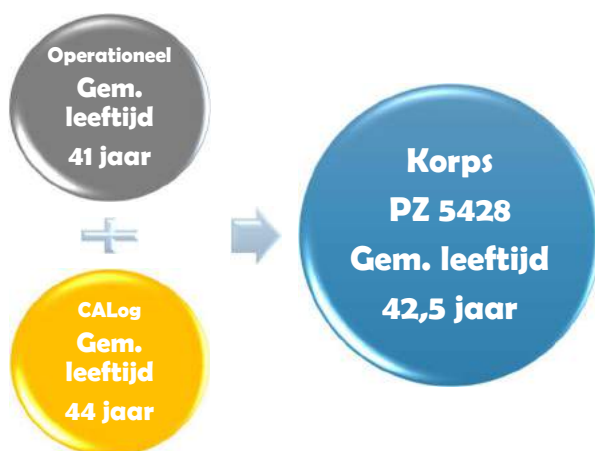 Operationeel
Gem.
leeftijd
41 jaar
CALog
Gem.
leeftijd
44 jaar
Korps
PZ 5428
Gem. leeftijd
42,5 jaar